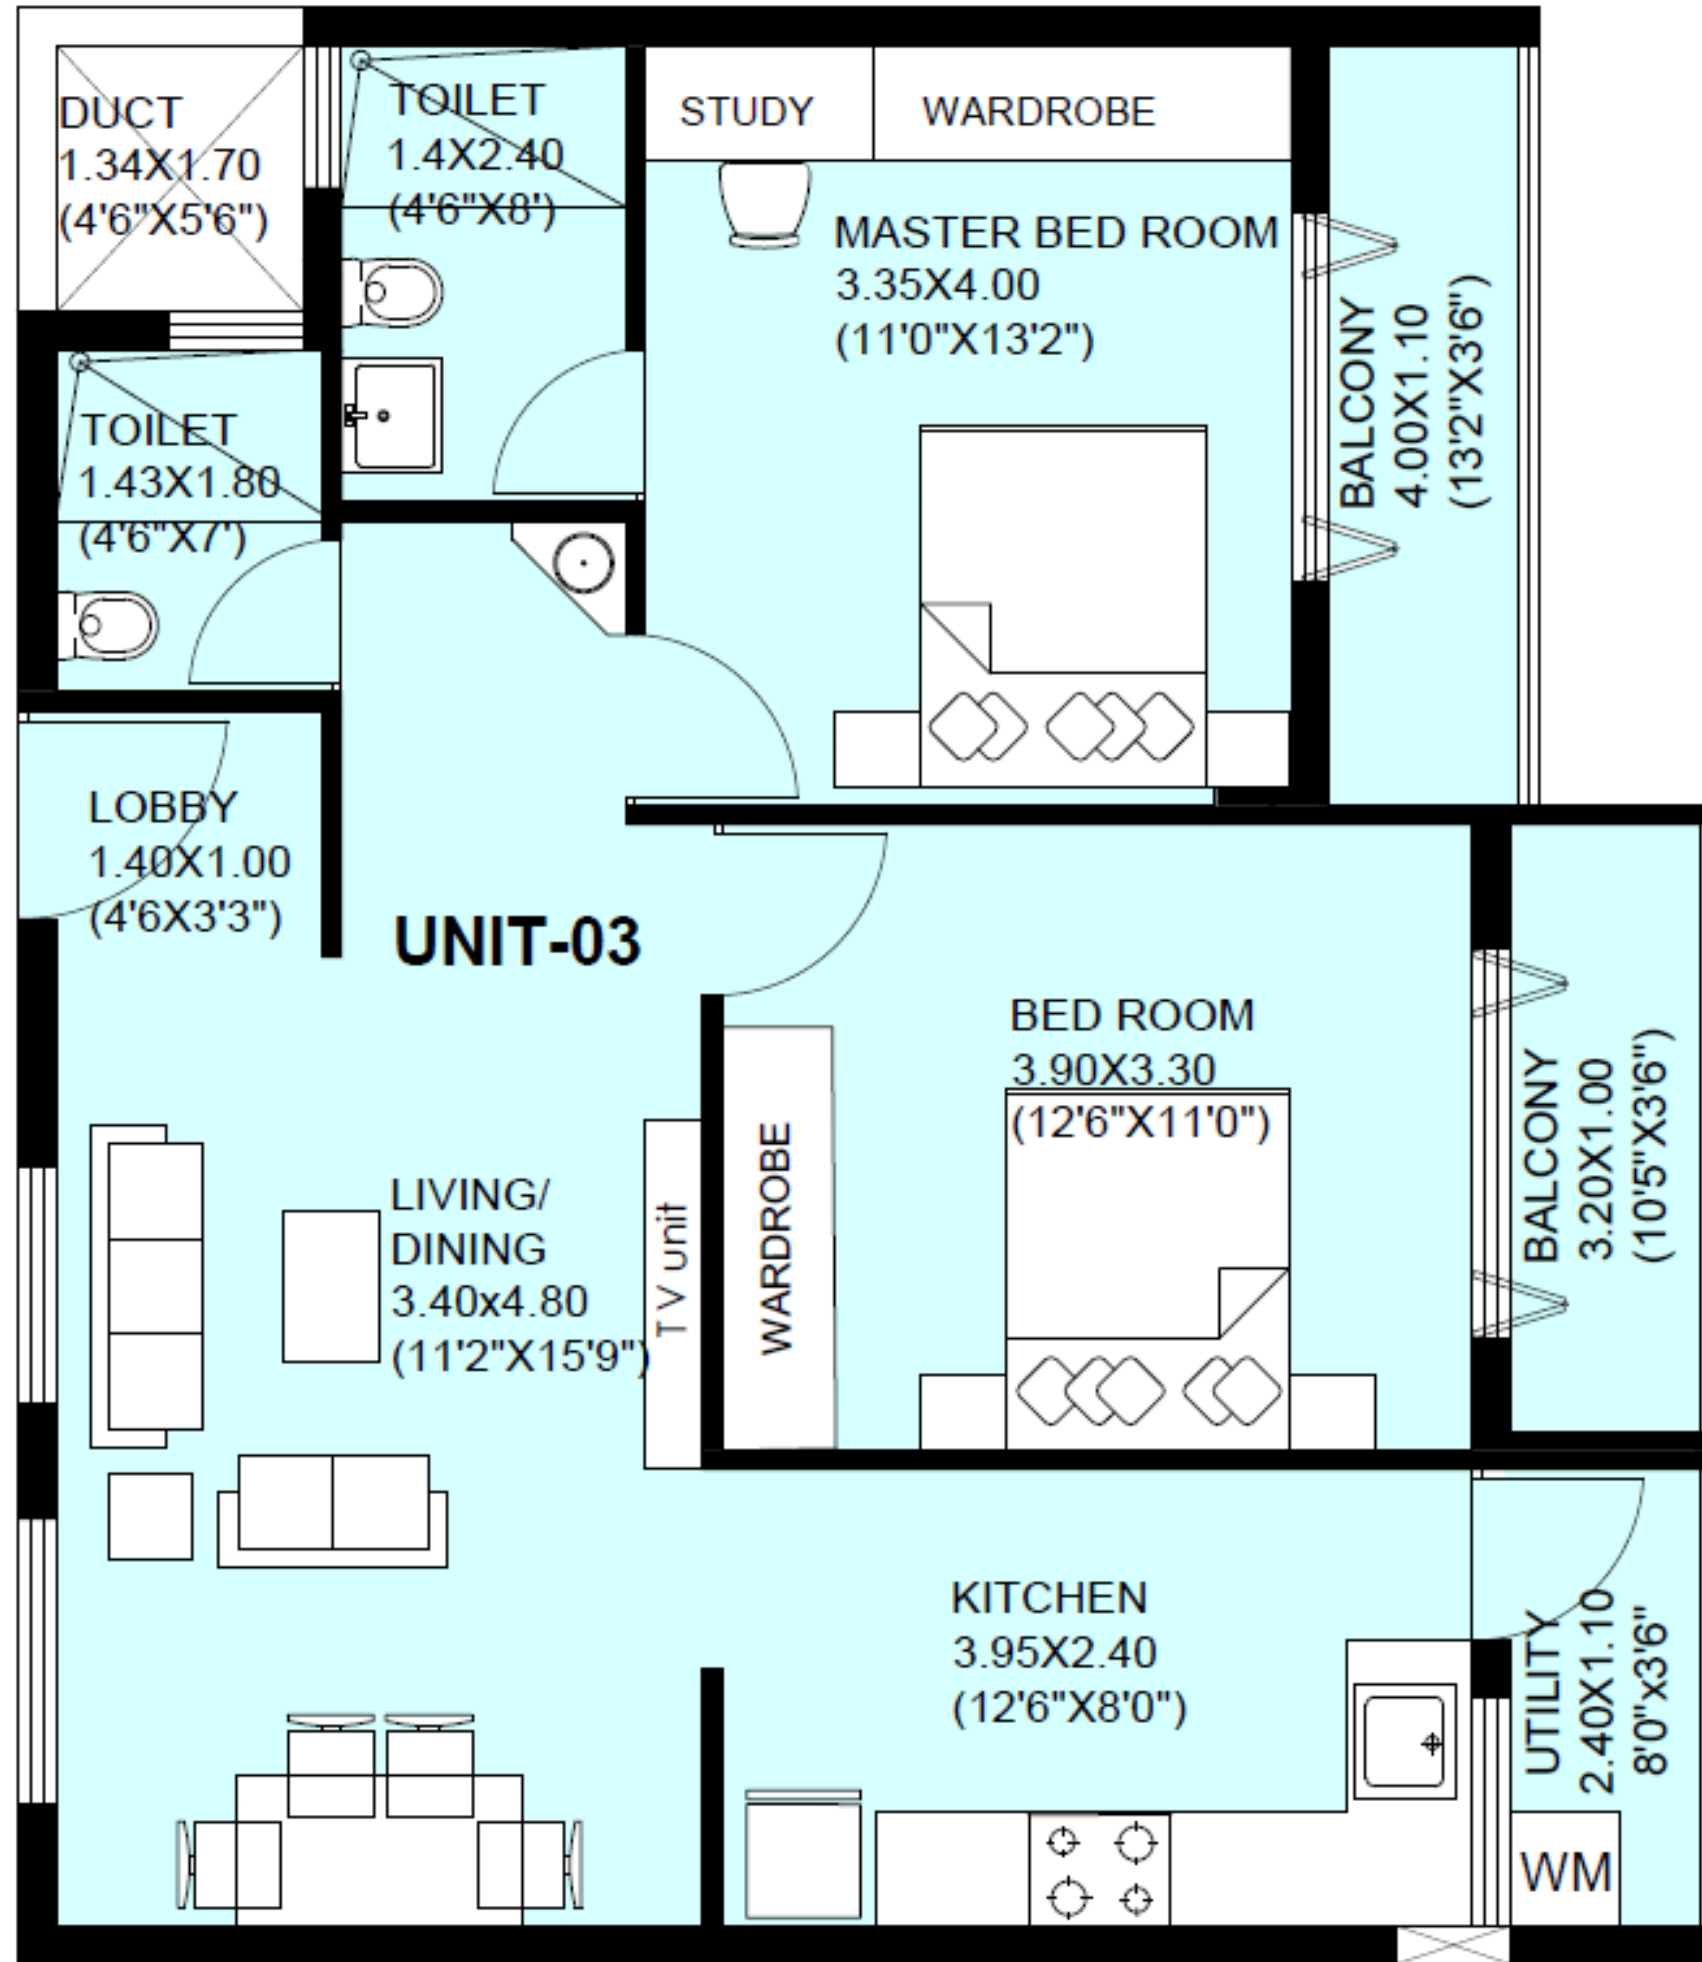 DUCT
1.34X1.70
(4'6"X5'6")
TOILET
1.4X2.40
(4'6"X8')
STUDY
WARDROBE
MASTER BED ROOM
3.35X4.00
(11'0"X13'2")
BALCONY
4.00X1.10
(13'2"X3'6")
TOILET
1.43X1.80
(4'6"X7')
LOBBY
1.40X1.00
(4'6X3'3")
UNIT-03
BED ROOM
3.90X3.30
(12'6"X11'0")
WARDROBE
BALCONY
3.20X1.00
(10'5"X3'6")
LIVING/
DINING
3.40x4.80
(11'2"X15'9")
T V unit
KITCHEN
3.95X2.40
(12'6"X8'0")
UTILITY
2.40X1.10
8'0"x3'6"
WM